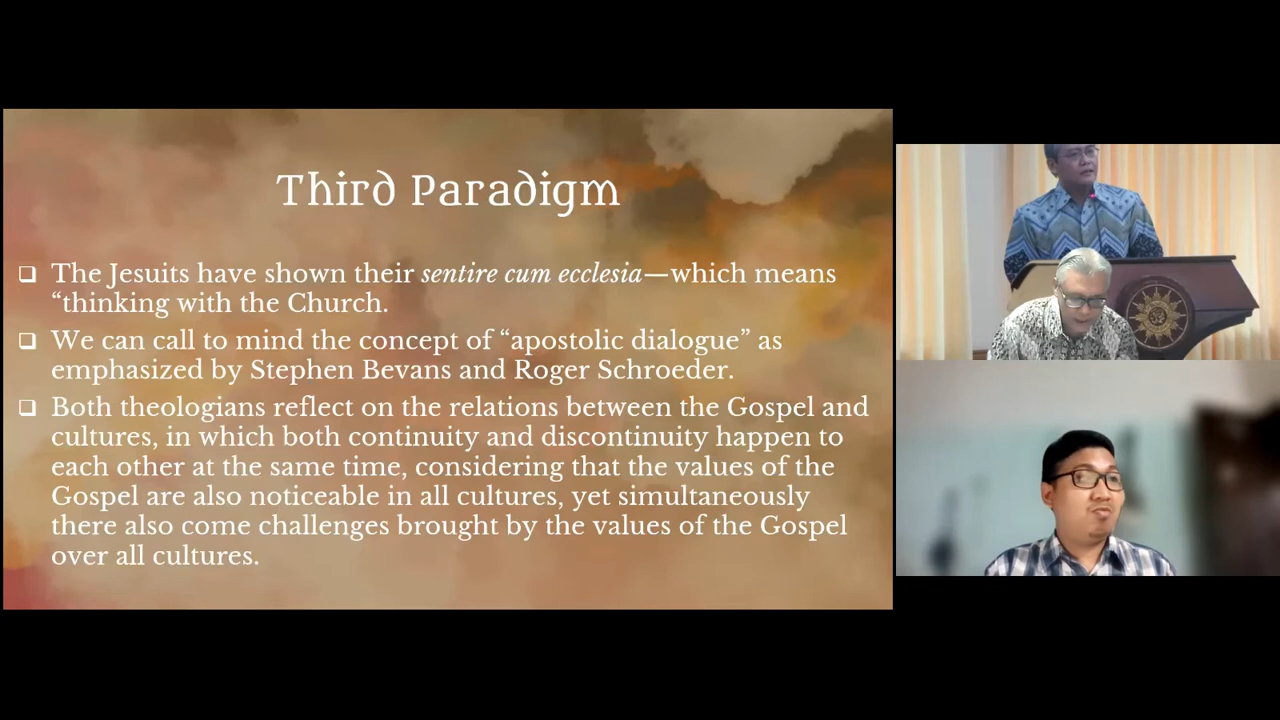 Third Paradigm
The Jesuits have shown their sentire cum ecclesia—which means
“thinking with the Church.
We can call to mind the concept of “apostolic dialogue” as
emphasized by Stephen Bevans and Roger Schroeder.
Both theologians reflect on the relations between the Gospel and
cultures, in which both continuity and discontinuity happen to
each other at the same time, considering that the values of the
Gospel are also noticeable in all cultures, yet simultaneously
there also come challenges brought by the values of the Gospel
over all cultures.